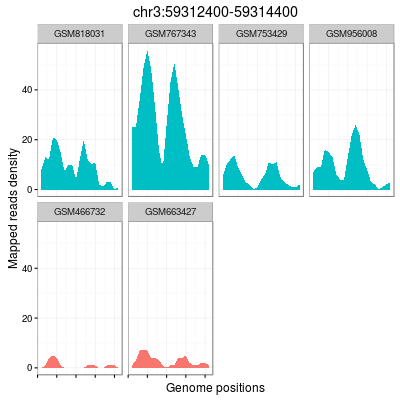 chr3:59312400-59314400
GSM818031 GSM767343 GSM753429 GSM956008
40
20
0
GSM466732 GSM663427
40
20
0
Mapped reads density
Genome positions